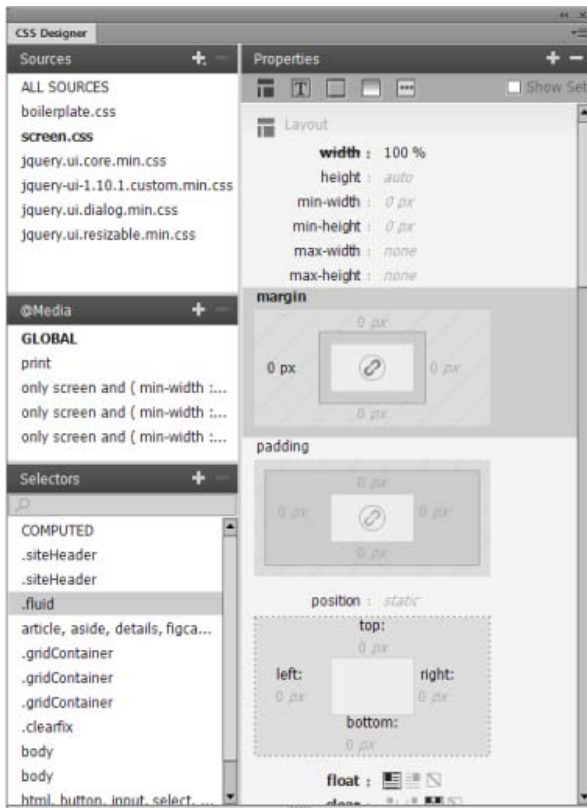 CSS Designer
Sources
ALL SOURCES
boilerplate.css
screen.css
jquery.ui.core.min.css
jquery-ui-1.10.1.custom.min.css
jquery.ui.dialog.min.css
jquery.ui.resizable.min.css
@Media
GLOBAL
print
only screen and ( min-width :...
only screen and ( min-width :...
only screen and ( min-width :...
Selectors
COMPUTED
.siteHeader
.siteHeader
.fluid
article, aside, details, figca...
.gridContainer
.gridContainer
.gridContainer
.clearfix
body
body
html, button, input, select, ...
Properties
T
Show Set
Layout
width : 100 %
height : auto
min-width : 0 px
min-height : 0 px
max-width : none
max-height : none
margin
0 px
0 px 0 px
0 px
padding
0 px
0 px 0 px
0 px
position : static
top:
0 px
left: right:
0 px 0 px
bottom:
0 px
float :
clear